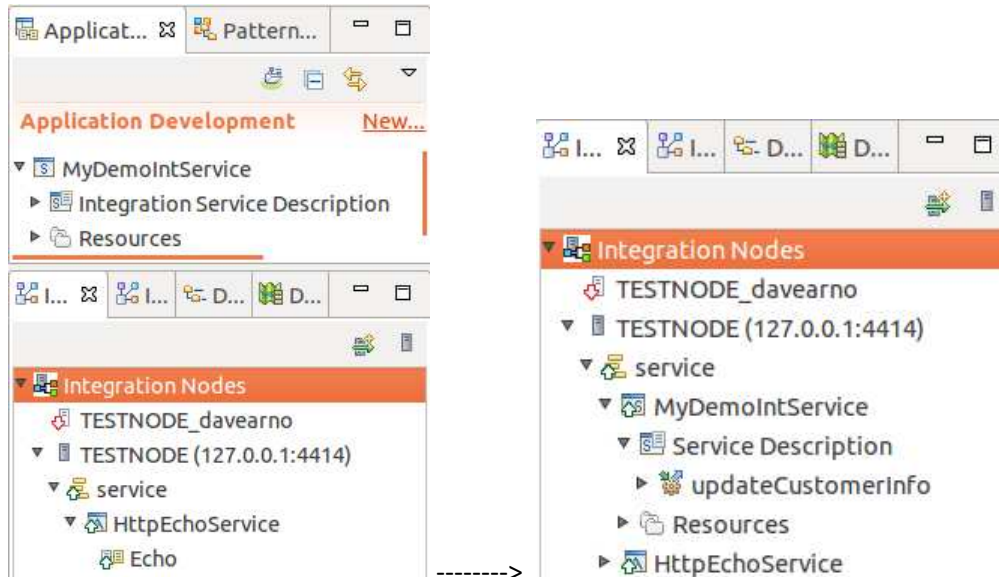 Applicat... Pattern...
Application Development New...
MyDemoIntService
Integration Service Description
Resources
I... I... D... D...
Integration Nodes
TESTNODE_davearno
TESTNODE (127.0.0.1:4414)
service
HttpEchoService
Echo
-------->
I... I... D... D...
Integration Nodes
TESTNODE_davearno
TESTNODE (127.0.0.1:4414)
service
MyDemoIntService
Service Description
updateCustomerInfo
Resources
HttpEchoService